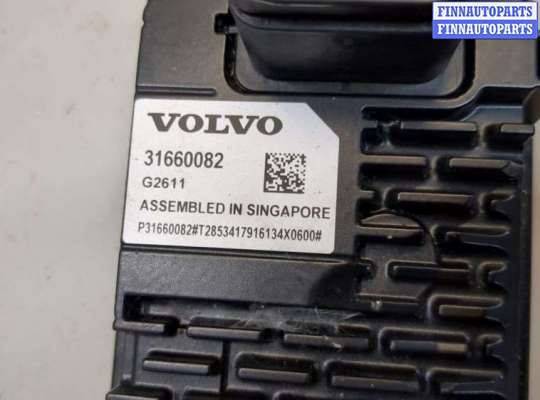 FINNAUTOPARTS
FINNAUTOPARTS
VOLVO
31660082
G2611
ASSEMBLED IN SINGAPORE
P31660082#T2853417916134X0600#